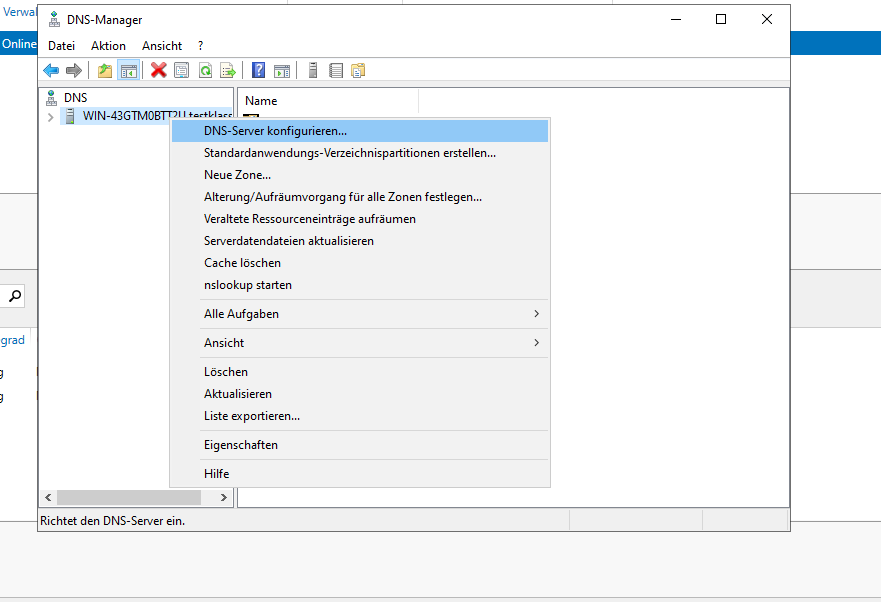 Verwal
DNS-Manager
Online
Datei Aktion Ansicht ?
DNS
Name
WIN-43GTM0BTT2U.testklass
DNS-Server konfigurieren...
Standardanwendungs-Verzeichnispartitionen erstellen...
Neue Zone...
Alterung/Aufräumvorgang für alle Zonen festlegen...
Veraltete Ressourceneinträge aufräumen
Serverdatendateien aktualisieren
Cache löschen
nslookup starten
Alle Aufgaben
grad
Ansicht
g
Löschen
g
Aktualisieren
Liste exportieren...
Eigenschaften
Hilfe
Richtet den DNS-Server ein.